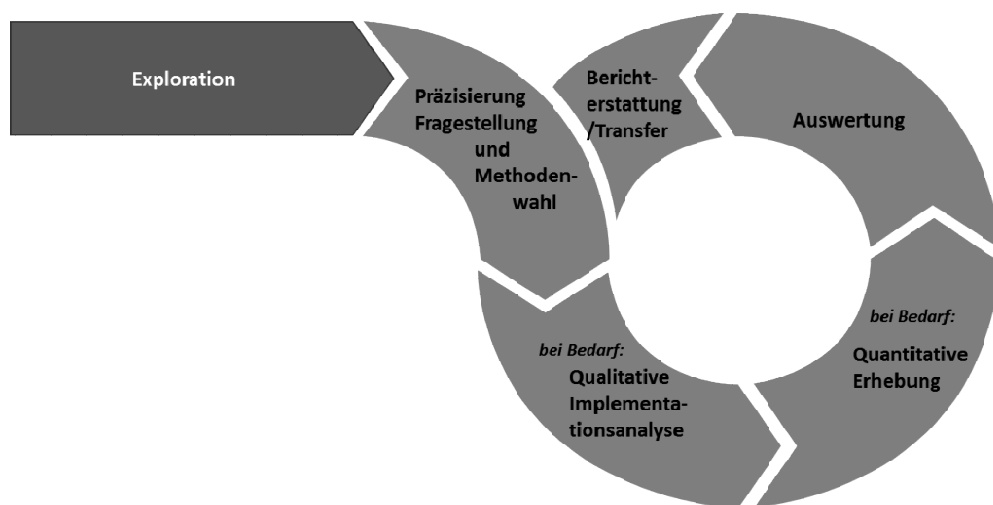 Exploration
Präzisierung
Fragestellung
und
Methoden-
wahl
bei Bedarf:
Qualitative
Implementa-
tionsanalyse
bei Bedarf:
Quantitative
Erhebung
Auswertung
Bericht-
erstattung
/Transfer